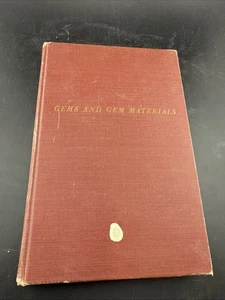 GEMS AND GEM MATERIALS